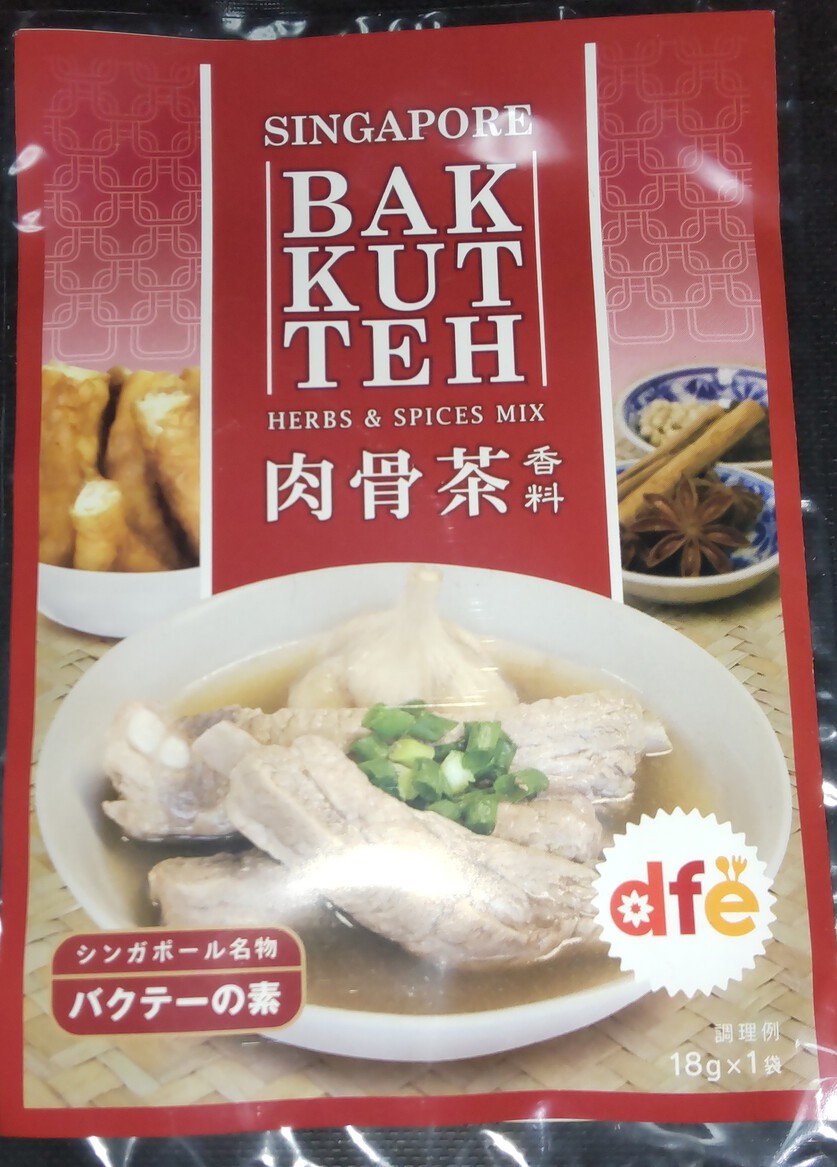 SINGAPORE
BAK
KUT
TEH
HERBS & SPICES MIX
肉骨茶香料
dfe
シンガポール名物
バクテーの素
調理例
18g×1袋